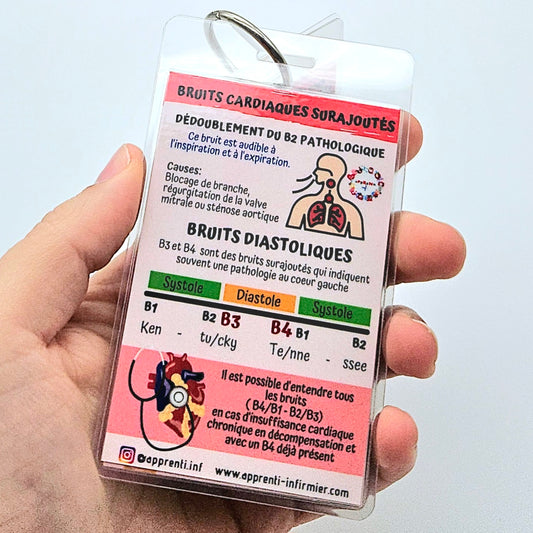 BRUITS CARDIAQUES SURAJOUTÉS
DÉDOUBLEMENT DU B2 PATHOLOGIQUE
Ce bruit est audible à
l'inspiration et à l'expiration.
Causes:
Blocage de branche,
régurgitation de la valve
mitrale ou sténose aortique
BRUITS DIASTOLIQUES
B3 et B4 sont des bruits surajoutés qui indiquent
souvent une pathologie au coeur gauche
Systole Diastole Systole
B1 B2 B3 B4 B1 B2
Ken - tu/cky Te/nne - ssee
Il est possible d'entendre tous
les bruits
( B4/B1 - B2/B3)
en cas d'insuffisance cardiaque
chronique en décompensation et
avec un B4 déjà présent
@apprenti.inf www.apprenti-infirmier.com